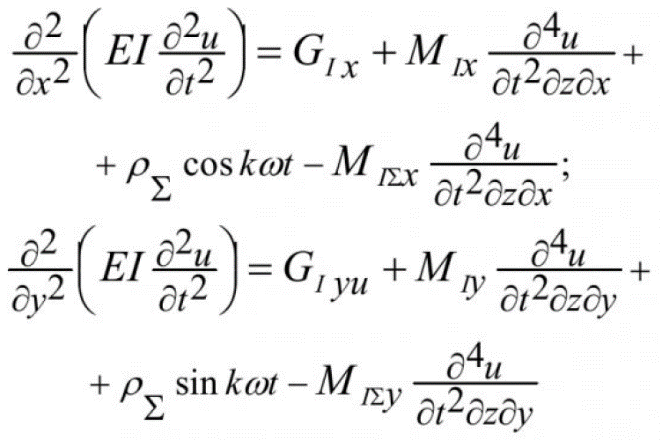 ∂²/∂x² (EI ∂²u/∂t²) = G_{I x} + M_{Ix} ∂⁴u/∂t²∂z∂x +
+ ρ_Σ cos kωt − M_{IΣx} ∂⁴u/∂t²∂z∂x;
∂²/∂y² (EI ∂²u/∂t²) = G_{I yu} + M_{Iy} ∂⁴u/∂t²∂z∂y +
+ ρ_Σ sin kωt − M_{IΣy} ∂⁴u/∂t²∂z∂y